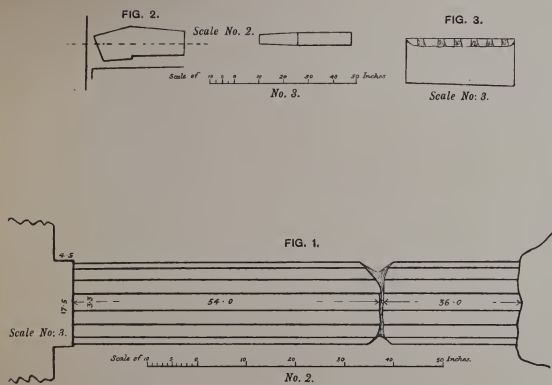 FIG. 2.
Scale No. 2.
FIG. 3.
Scale of 10 5 0 10 20 30 40 50 Inches
No. 3.
Scale No: 3.
FIG. 1.
4·5
17·5
3·3
54·0
36·0
Scale No; 3.
Scale of 10 5 0 10 20 30 40 50 Inches.
No. 2.